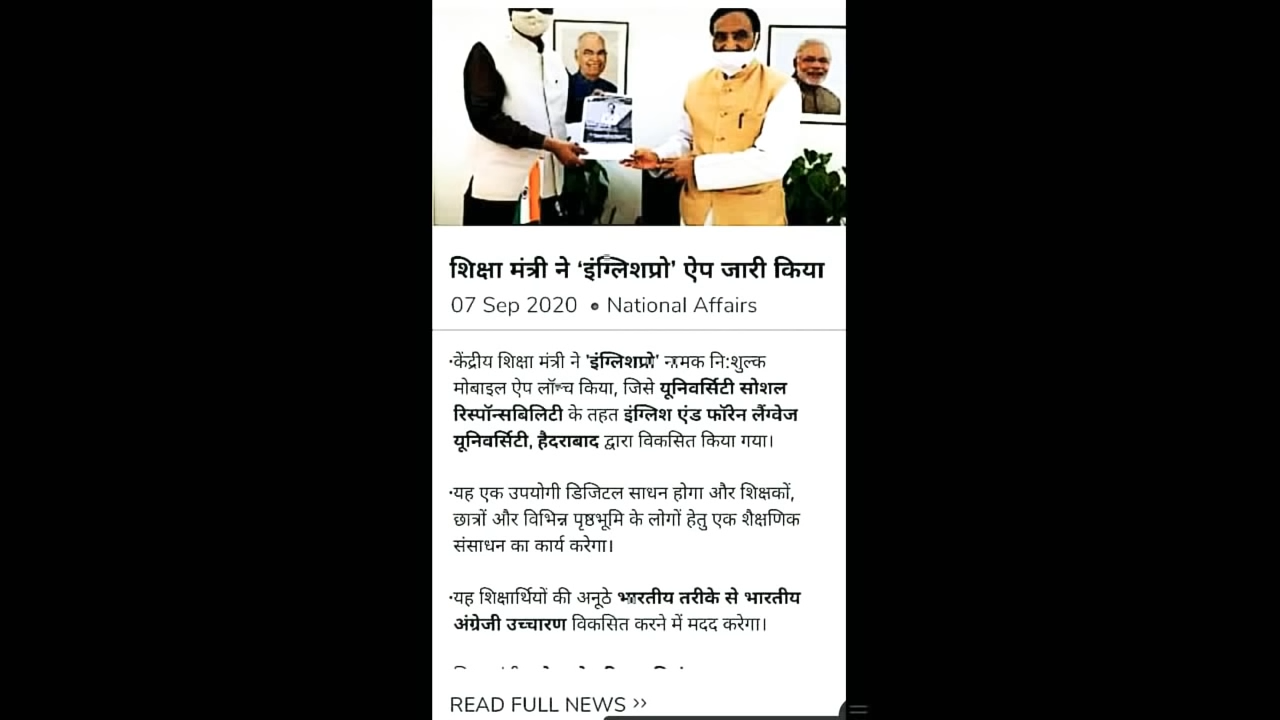 शिक्षा मंत्री ने ‘इंग्लिशप्रो’ ऐप जारी किया
07 Sep 2020 • National Affairs
·केंद्रीय शिक्षा मंत्री ने 'इंग्लिशप्रो' नामक नि:शुल्क
मोबाइल ऐप लॉन्च किया, जिसे यूनिवर्सिटी सोशल
रिस्पॉन्सबिलिटी के तहत इंग्लिश एंड फॉरेन लैंग्वेज
यूनिवर्सिटी, हैदराबाद द्वारा विकसित किया गया।
·यह एक उपयोगी डिजिटल साधन होगा और शिक्षकों,
छात्रों और विभिन्न पृष्ठभूमि के लोगों हेतु एक शैक्षणिक
संसाधन का कार्य करेगा।
·यह शिक्षार्थियों की अनूठे भारतीय तरीके से भारतीय
अंग्रेजी उच्चारण विकसित करने में मदद करेगा।
READ FULL NEWS >>